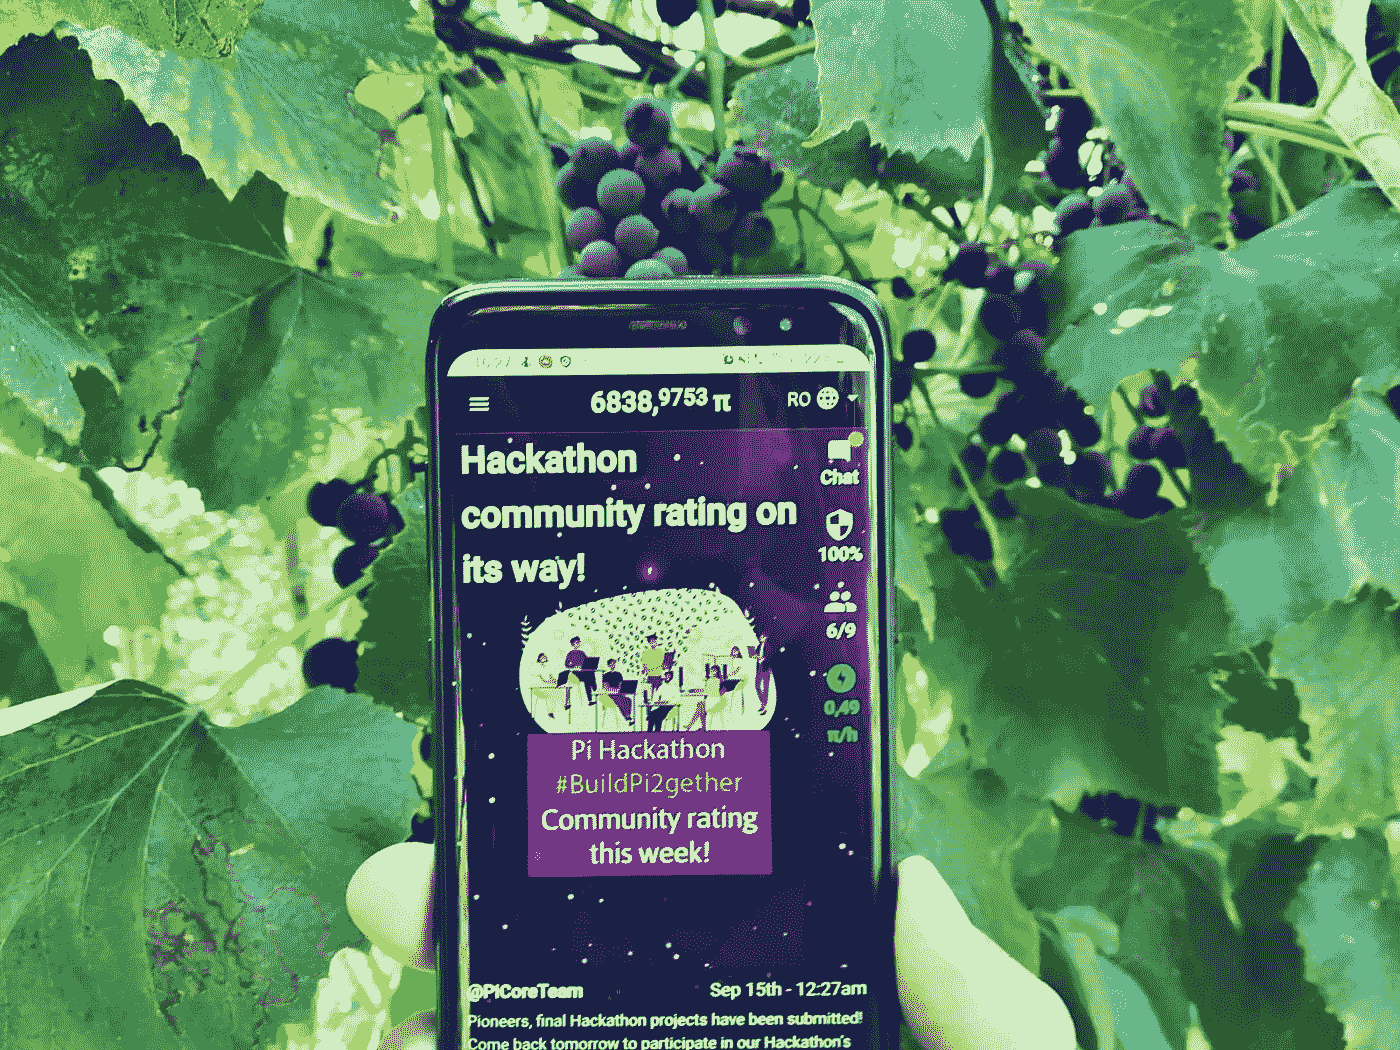 6838,9753 π
RO
Hackathon
community rating on
its way!
Chat
100%
6/9
0,49
π/h
Pi Hackathon
#BuildPi2gether
Community rating
this week!
@PiCoreTeam
Sep 15th - 12:27am
Pioneers, final Hackathon projects have been submitted!
Come back tomorrow to participate in our Hackathon's